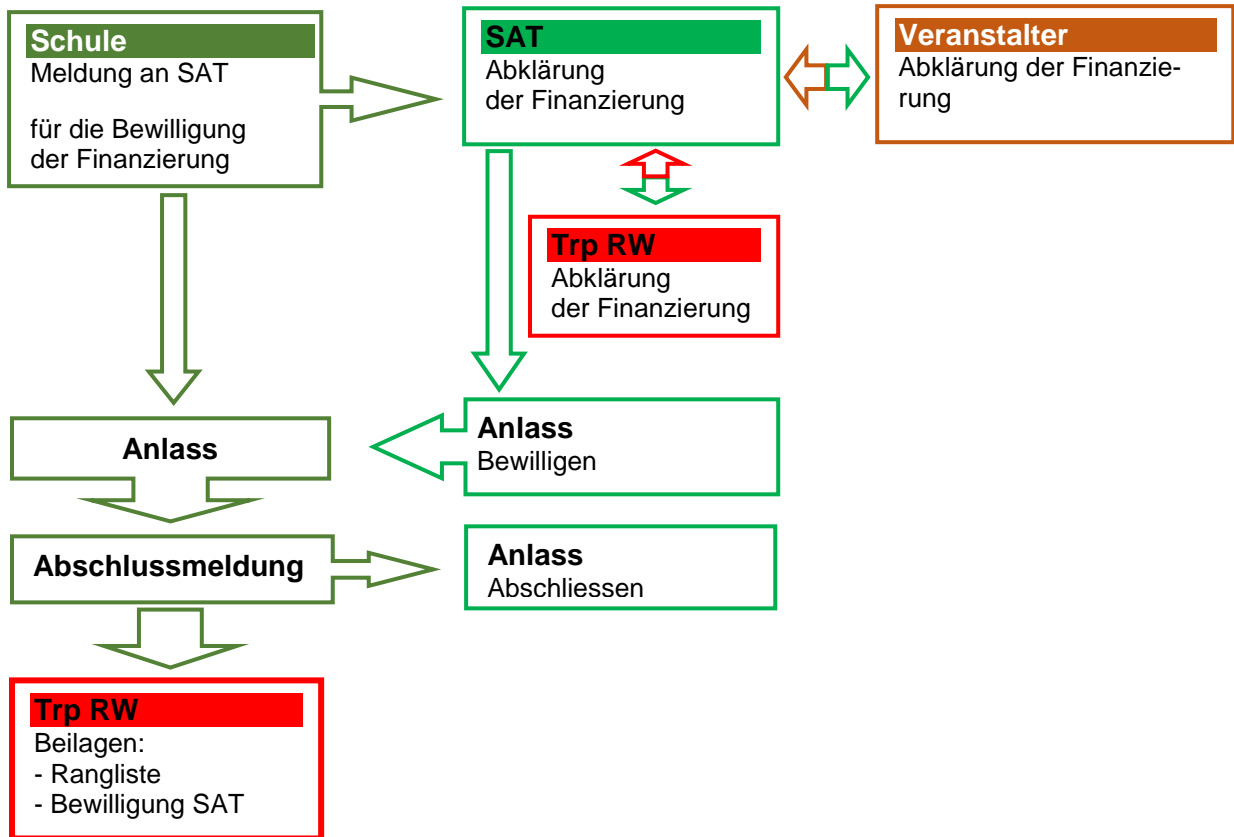 Schule
Meldung an SAT
für die Bewilligung
der Finanzierung
SAT
Abklärung
der Finanzierung
Veranstalter
Abklärung der Finanzie-
rung
Trp RW
Abklärung
der Finanzierung
Anlass
Anlass
Bewilligen
Abschlussmeldung
Anlass
Abschliessen
Trp RW
Beilagen:
- Rangliste
- Bewilligung SAT